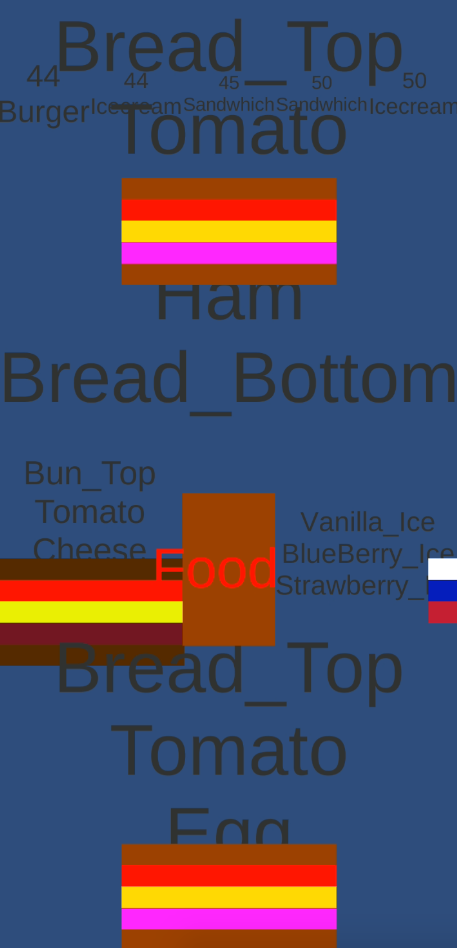 Bread_Top
44 44 45 50 50
Burger Icecream Sandwhich Sandwhich Icecream
Tomato
Ham
Bread_Bottom
Bun_Top
Tomato
Cheese
Food
Vanilla_Ice
BlueBerry_Ice
Strawberry_
Bread_Top
Tomato
Egg